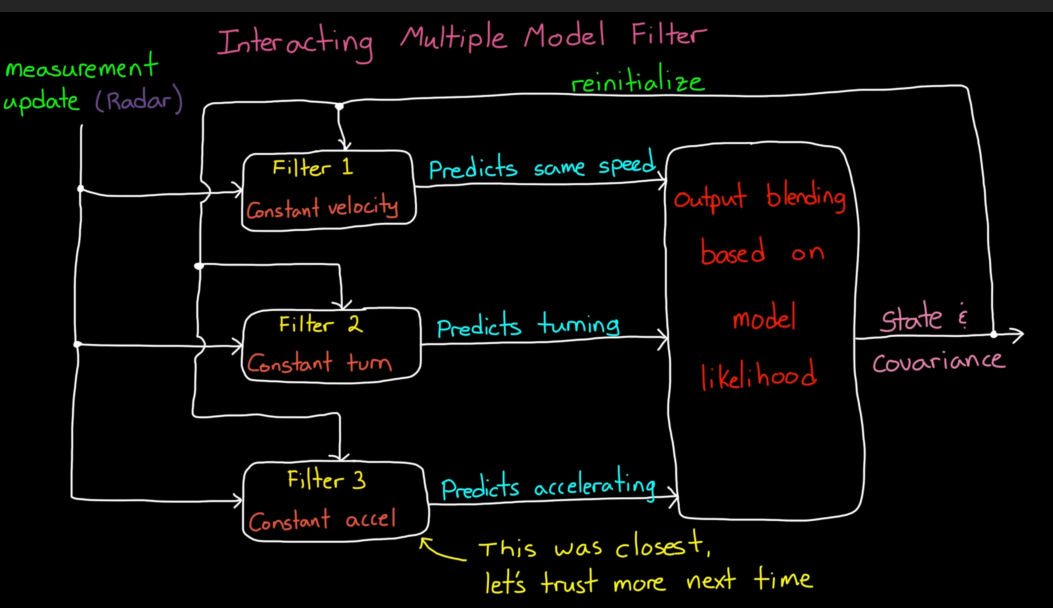 Interacting Multiple Model Filter
measurement
update (Radar)
reinitialize
Filter 1
Constant velocity
Predicts same speed
Filter 2
Constant turn
Predicts turning
Filter 3
Constant accel
Predicts accelerating
output blending
based on
model
likelihood
State &
Covariance
This was closest,
let's trust more next time